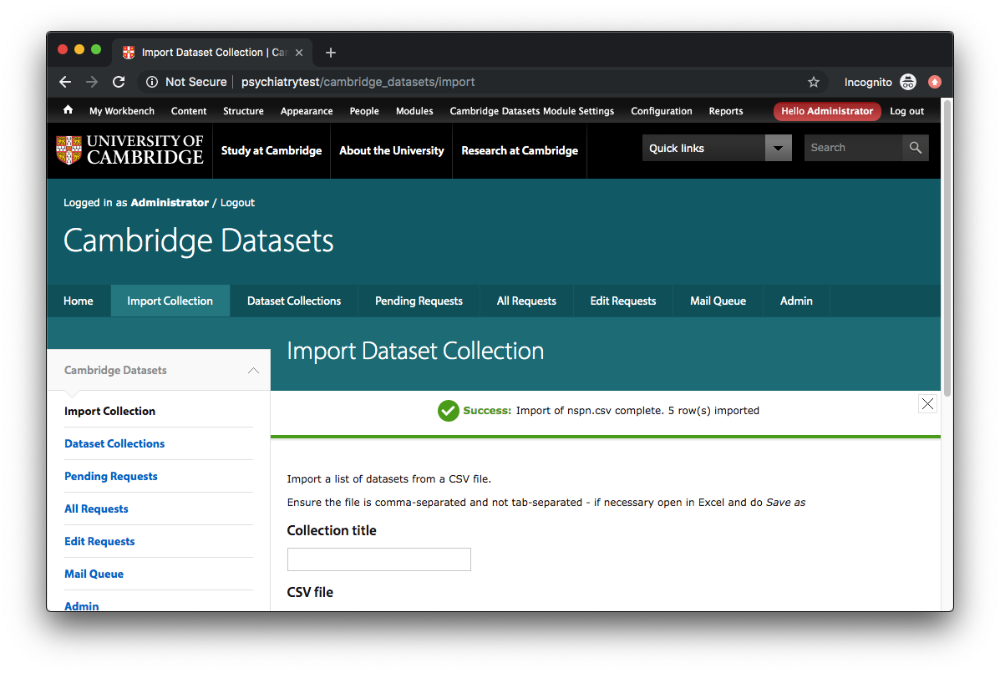 Import Dataset Collection | Car
Not Secure psychiatrytest/cambridge_datasets/import Incognito
My Workbench Content Structure Appearance People Modules Cambridge Datasets Module Settings Configuration Reports Hello Administrator Log out
UNIVERSITY OF
CAMBRIDGE
Study at Cambridge About the University Research at Cambridge Quick links Search
Logged in as Administrator / Logout
Cambridge Datasets
Home Import Collection Dataset Collections Pending Requests All Requests Edit Requests Mail Queue Admin
Import Dataset Collection
Cambridge Datasets
Import Collection
Dataset Collections
Pending Requests
All Requests
Edit Requests
Mail Queue
Admin
Success: Import of nspn.csv complete. 5 row(s) imported
Import a list of datasets from a CSV file.
Ensure the file is comma-separated and not tab-separated - if necessary open in Excel and do Save as
Collection title
CSV file